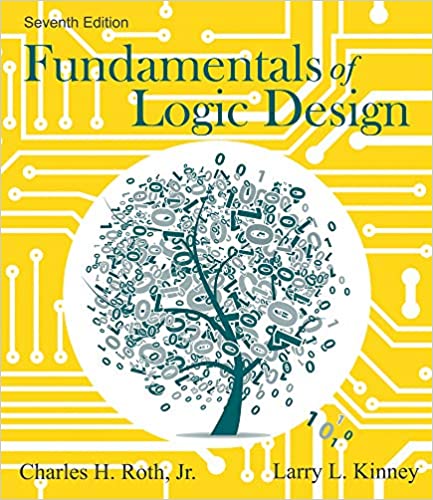 Seventh Edition
Fundamentals of
Logic Design
Charles H. Roth, Jr.
Larry L. Kinney